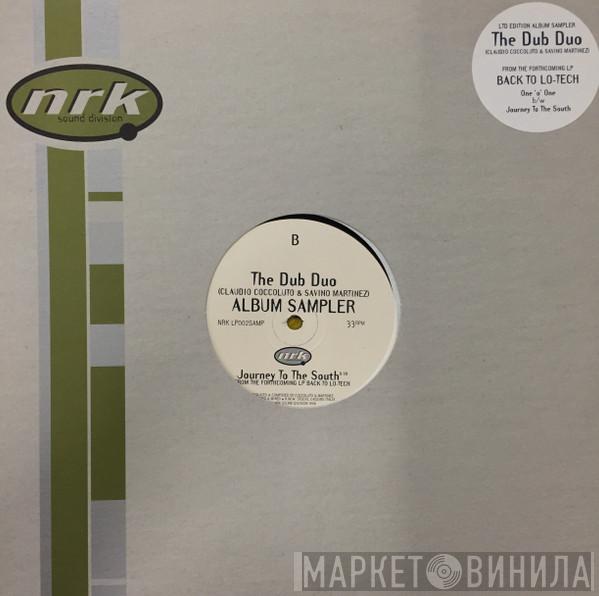 nrk
sound division
LTD EDITION ALBUM SAMPLER
The Dub Duo
(CLAUDIO COCCOLUTO & SAVINO MARTINEZ)
FROM THE FORTHCOMING LP
BACK TO LO-TECH
One 'o' One
b/w
Journey To The South
B
The Dub Duo
(CLAUDIO COCCOLUTO & SAVINO MARTINEZ)
ALBUM SAMPLER
NRK LP002SAMP
33RPM
nrk
Journey To The South
FROM THE FORTHCOMING LP BACK TO LO-TECH
МАРКЕТ ВИНИЛА